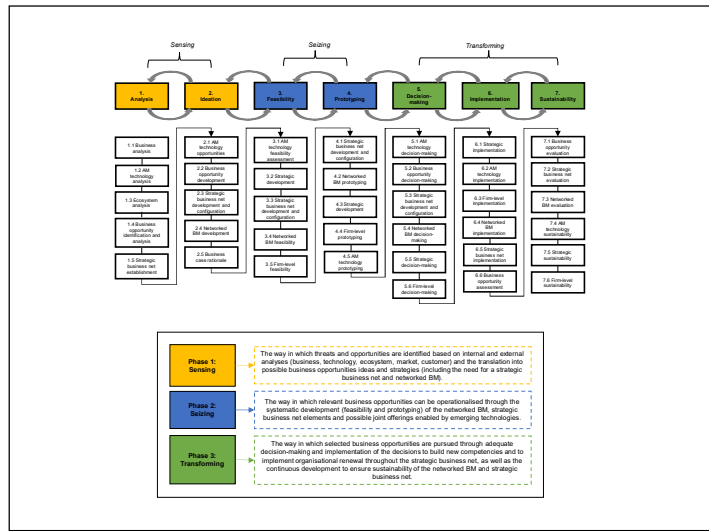 Sensing
Seizing
Transforming
1.
Analysis
2.
Ideation
3.
Feasibility
4.
Prototyping
5.
Decision-
making
6.
Implementation
7.
Sustainability
1.1 Business
analysis
1.2 AM
technology
analysis
1.3 Ecosystem
analysis
1.4 Business
opportunity
identification and
analysis
1.5 Strategic
business net
establishment
2.1 AM
technology
opportunities
2.2 Business
opportunity
development
2.3 Strategic
business net
development and
configuration
2.4 Networked
BM development
2.5 Business
case rationale
3.1 AM
technology
feasibility
assessment
3.2 Strategic
development
3.3 Strategic
business net
development and
configuration
3.4 Networked
BM feasibility
3.5 Firm-level
feasibility
4.1 Strategic
business net
development and
configuration
4.2 Networked
BM prototyping
4.3 Strategic
development
4.4 Firm-level
prototyping
4.5 AM
technology
prototyping
5.1 AM
technology
decision-making
5.2 Business
opportunity
decision-making
5.3 Strategic
business net
development and
configuration
5.4 Networked
BM decision-
making
5.5 Strategic
decision-making
5.6 Firm-level
decision-making
6.1 Strategic
implementation
6.2 AM
technology
implementation
6.3 Firm-level
implementation
6.4 Networked
BM
implementation
6.5 Strategic
business net
implementation
6.6 Business
opportunity
assessment
7.1 Business
opportunity
evaluation
7.2 Strategic
business net
evaluation
7.3 Networked
BM evaluation
7.4 AM
technology
sustainability
7.5 Strategic
sustainability
7.6 Firm-level
sustainability
Phase 1:
Sensing
The way in which threats and opportunities are identified based on internal and external
analyses (business, technology, ecosystem, market, customer) and the translation into
possible business opportunities ideas and strategies (including the need for a strategic
business net and networked BM).
Phase 2:
Seizing
The way in which relevant business opportunities can be operationalised through the
systematic development (feasibility and prototyping) of the networked BM, strategic
business net elements and possible joint offerings enabled by emerging technologies.
Phase 3:
Transforming
The way in which selected business opportunities are pursued through adequate
decision-making and implementation of the decisions to build new competencies and to
implement organisational renewal throughout the strategic business net, as well as the
continuous development to ensure sustainability of the networked BM and strategic
business net.